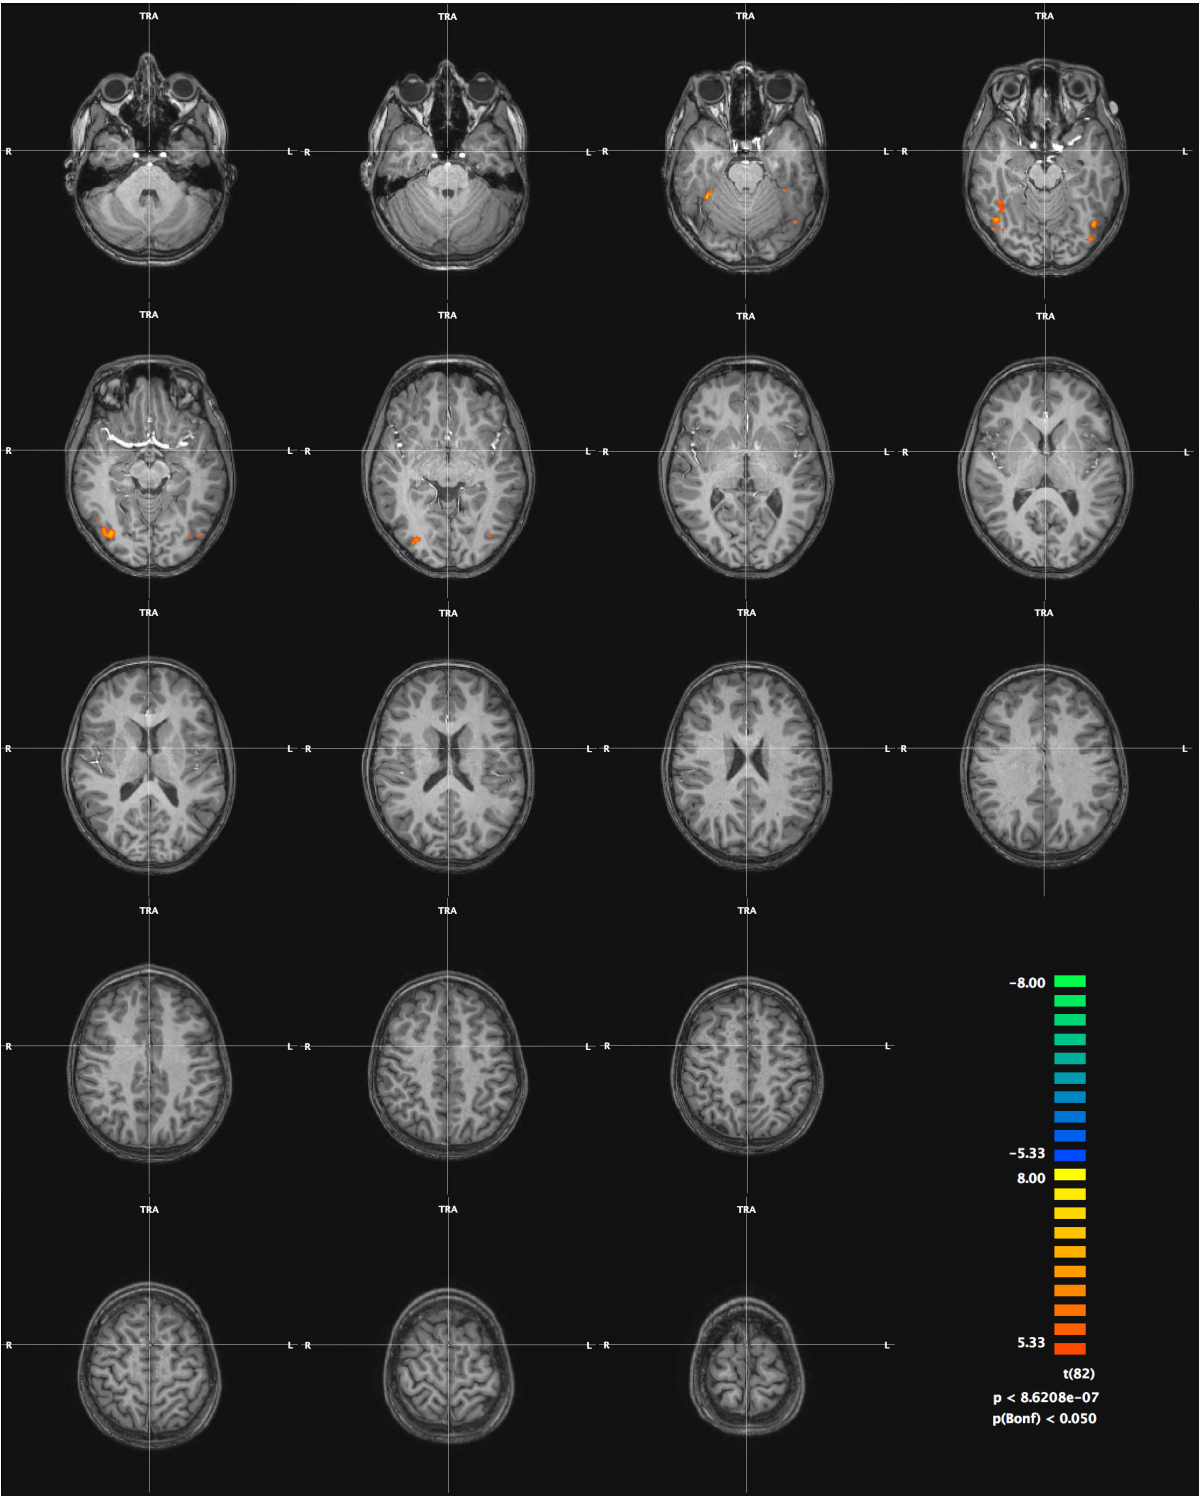 TRA TRA TRA TRA
R L R L R L R L
TRA TRA TRA TRA
R L R L R L R L
TRA TRA TRA TRA
R L R L R L R L
TRA TRA TRA
R L R L R L
−8.00
−5.33
8.00
TRA TRA TRA
R L R L R L
5.33
t(82)
p < 8.6208e−07
p(Bonf) < 0.050